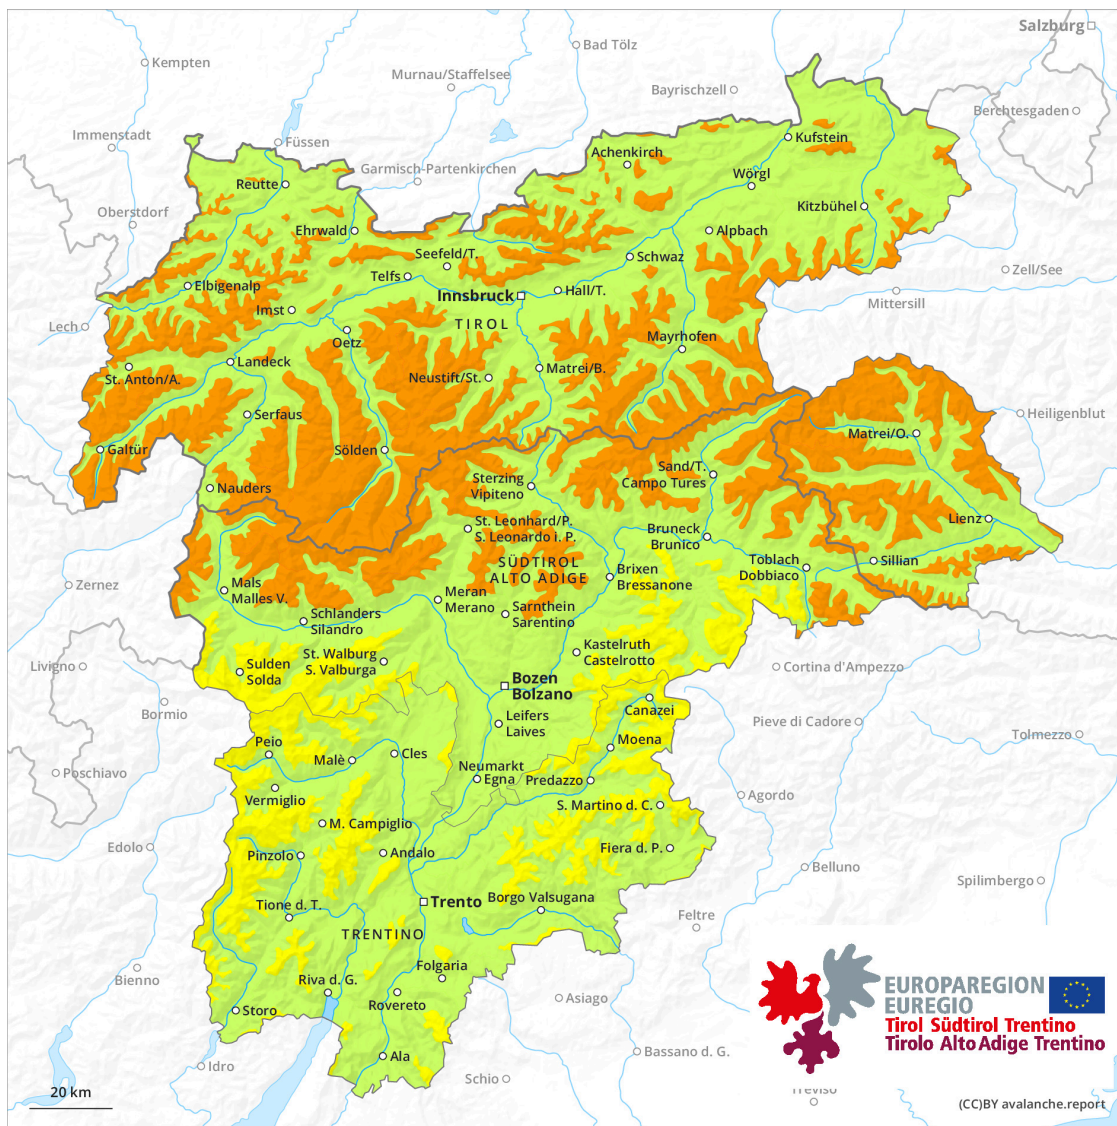 Salzburg
Bad Tölz
Kempten
Murnau/Staffelsee
Bayrischzell
Berchtesgaden
Immenstadt
Füssen
Kufstein
Achenkirch
Garmisch-Partenkirchen
Wörgl
Reutte
Kitzbühel
Oberstdorf
Ehrwald
Alpbach
Seefeld/T.
Schwaz
Zell/See
Telfs
Elbigenalp
Innsbruck
Hall/T.
Mittersill
Imst
TIROL
Lech
Oetz
Mayrhofen
Landeck
Matrei/B.
St. Anton/A.
Neustift/St.
Serfaus
Heiligenblut
Matrei/O.
Galtür
Sölden
Sand/T.
Campo Tures
Sterzing
Vipiteno
Nauders
St. Leonhard/P.
S. Leonardo i. P.
Lienz
Bruneck
Brunico
SÜDTIROL
ALTO ADIGE
Toblach
Dobbiaco
Sillian
Brixen
Bressanone
Zernez
Mals
Malles V.
Meran
Merano
Sarnthein
Sarentino
Schlanders
Silandro
Kastelruth
Castelrotto
St. Walburg
S. Valburga
Livigno
Sulden
Solda
Cortina d'Ampezzo
Bozen
Bolzano
Bormio
Canazei
Leifers
Laives
Pieve di Cadore
Tolmezzo
Peio
Moena
Malè
Cles
Poschiavo
Neumarkt
Egna
Predazzo
Vermiglio
Agordo
S. Martino d. C.
M. Campiglio
Edolo
Pinzolo
Andalo
Fiera d. P.
Belluno
Spilimbergo
Tione d. T.
Trento
Borgo Valsugana
Feltre
TRENTINO
Folgaria
Bienno
Riva d. G.
EUROPAREGION
EUREGIO
Tirol Südtirol Trentino
Tirolo Alto Adige Trentino
Rovereto
Asiago
Storo
Ala
Bassano d. G.
Idro
Schio
Treviso
20 km
(CC)BY avalanche.report